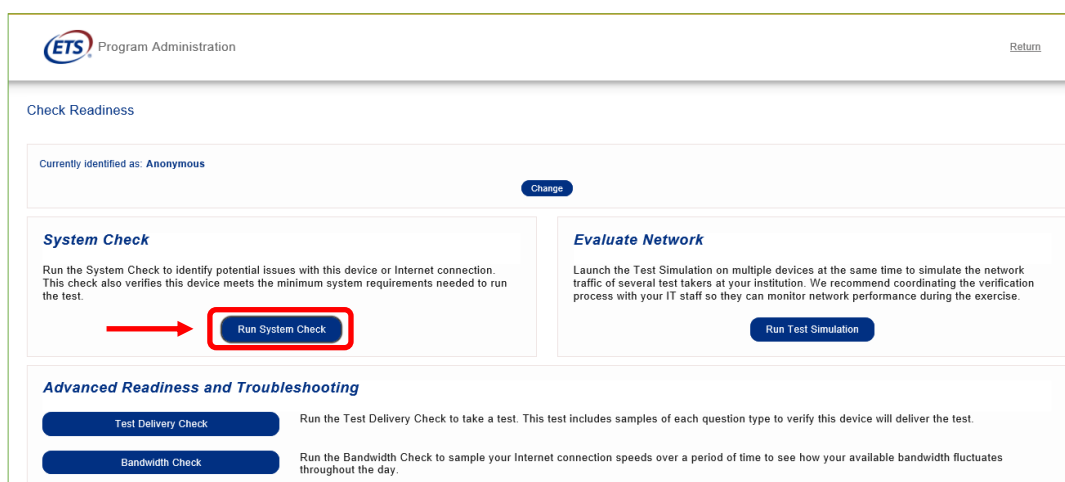 ETS Program Administration
Return
Check Readiness
Currently identified as: Anonymous
Change
System Check
Run the System Check to identify potential issues with this device or Internet connection.
This check also verifies this device meets the minimum system requirements needed to run
the test.
Run System Check
Evaluate Network
Launch the Test Simulation on multiple devices at the same time to simulate the network
traffic of several test takers at your institution. We recommend coordinating the verification
process with your IT staff so they can monitor network performance during the exercise.
Run Test Simulation
Advanced Readiness and Troubleshooting
Test Delivery Check
Run the Test Delivery Check to take a test. This test includes samples of each question type to verify this device will deliver the test.
Bandwidth Check
Run the Bandwidth Check to sample your Internet connection speeds over a period of time to see how your available bandwidth fluctuates
throughout the day.